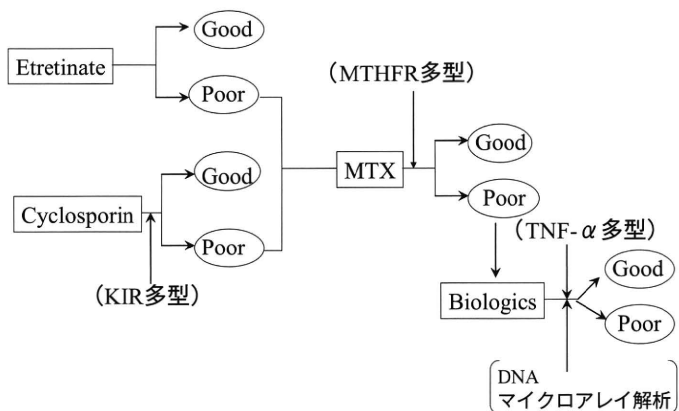 Good
Etretinate
Poor
(MTHFR多型)
Good
MTX
Good
Poor
Cyclosporin
Poor
(TNF-α多型)
(KIR多型)
Good
Biologics
Poor
DNA
マイクロアレイ解析